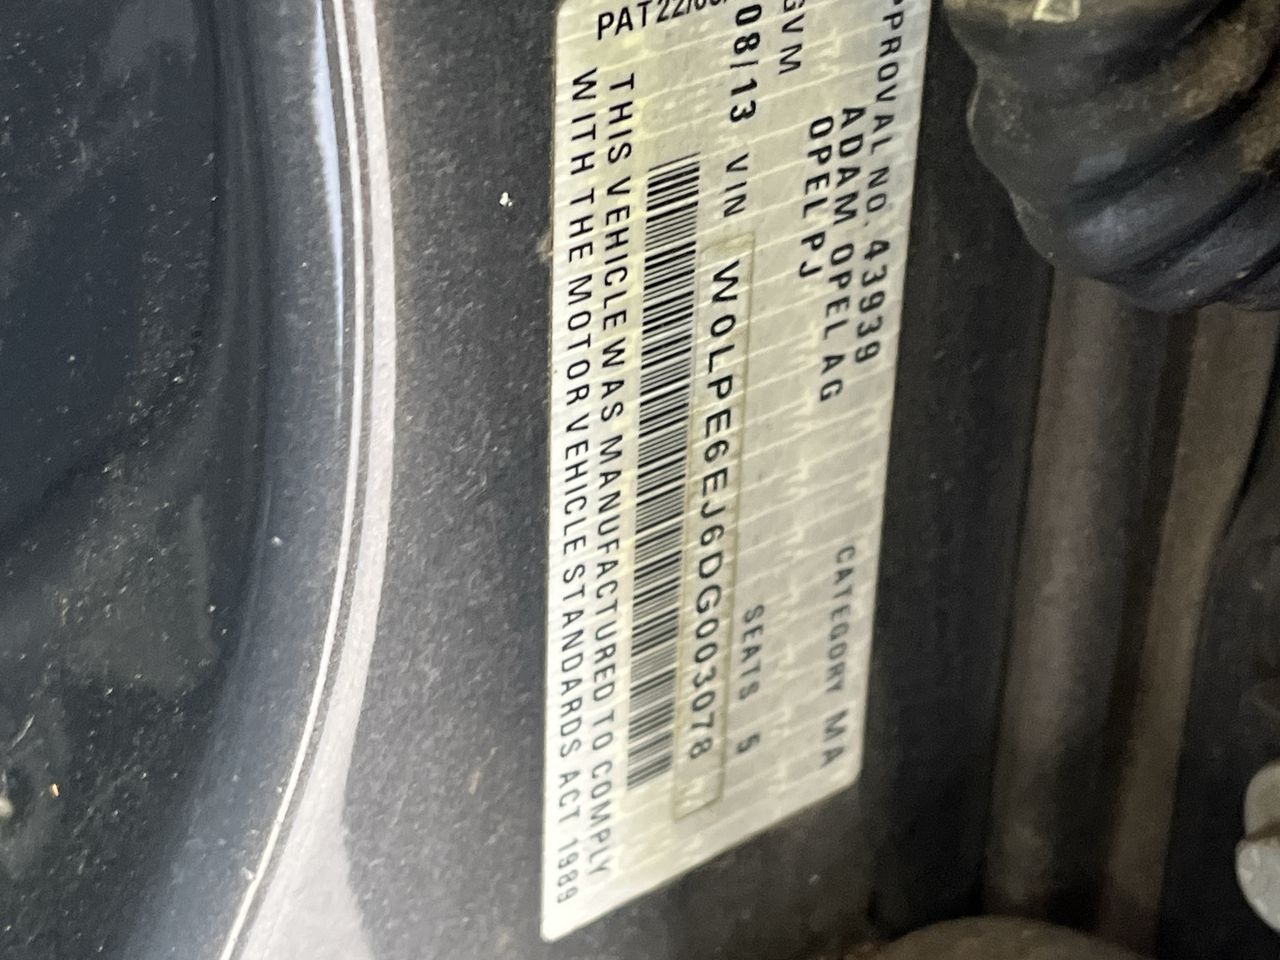 APPROVAL NO. 43939
ADAM OPEL AG
OPEL PJ
CATEGORY MA
GVM
SEATS 5
08/13 VIN W0LPE6EJ6DG003078
PAT
THIS VEHICLE WAS MANUFACTURED TO COMPLY
WITH THE MOTOR VEHICLE STANDARDS ACT 1989